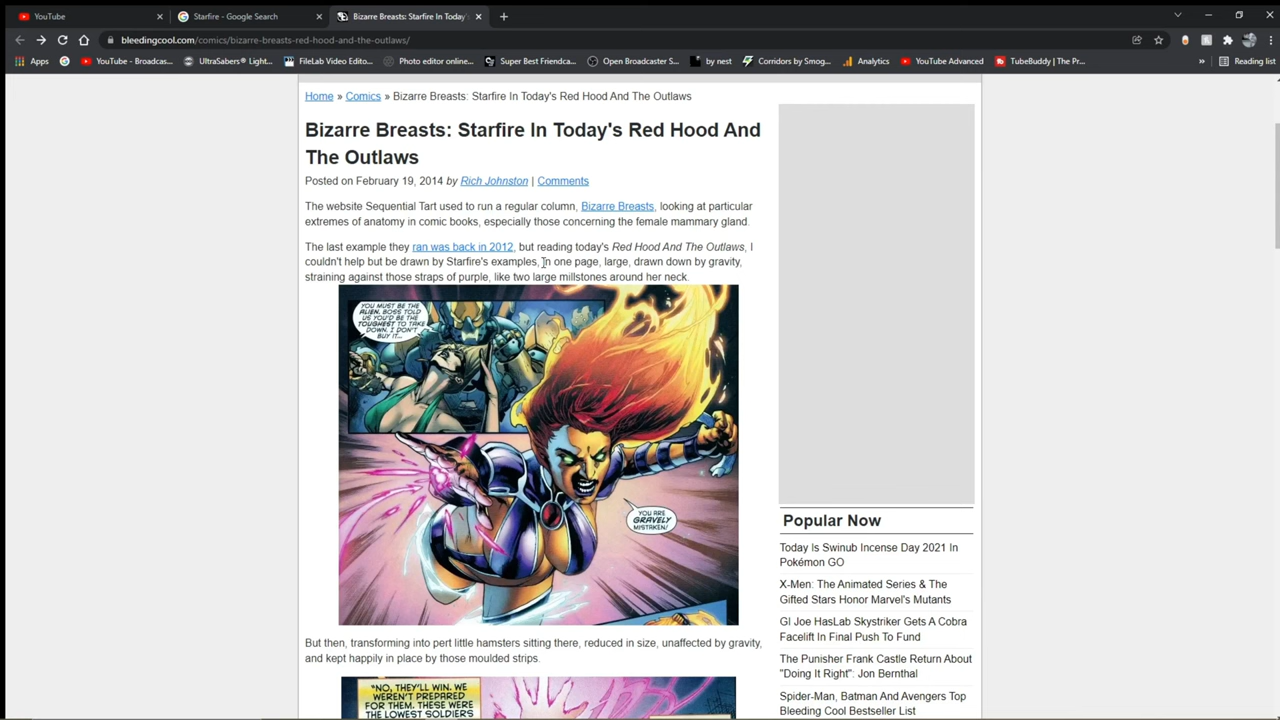 YouTube
Starfire - Google Search
Bizarre Breasts: Starfire In Today'
bleedingcool.com/comics/bizarre-breasts-red-hood-and-the-outlaws/
Apps
YouTube - Broadcas...
UltraSabers® Light...
FileLab Video Edito...
Photo editor online...
Super Best Friendca...
Open Broadcaster S...
by nest
Corridors by Smog...
Analytics
YouTube Advanced
TubeBuddy | The Pr...
Reading list
Home » Comics » Bizarre Breasts: Starfire In Today's Red Hood And The Outlaws
Bizarre Breasts: Starfire In Today's Red Hood And
The Outlaws
Posted on February 19, 2014 by Rich Johnston | Comments
The website Sequential Tart used to run a regular column, Bizarre Breasts, looking at particular
extremes of anatomy in comic books, especially those concerning the female mammary gland.
The last example they ran was back in 2012, but reading today's Red Hood And The Outlaws, I
couldn't help but be drawn by Starfire's examples, In one page, large, drawn down by gravity,
straining against those straps of purple, like two large millstones around her neck.
YOU MUST BE THE
ALIEN. BOSS TOLD
US YOU'D BE THE
TOUGHEST TO TAKE
DOWN. I DON'T
BUY IT...
YOU ARE
GRAVELY
MISTAKEN!
But then, transforming into pert little hamsters sitting there, reduced in size, unaffected by gravity,
and kept happily in place by those moulded strips.
"NO, THEY'LL WIN. WE
WEREN'T PREPARED
FOR THEM. THESE WERE
THE LOWEST SOLDIERS
Popular Now
Today Is Swinub Incense Day 2021 In
Pokémon GO
X-Men: The Animated Series & The
Gifted Stars Honor Marvel's Mutants
GI Joe HasLab Skystriker Gets A Cobra
Facelift In Final Push To Fund
The Punisher Frank Castle Return About
"Doing It Right": Jon Bernthal
Spider-Man, Batman And Avengers Top
Bleeding Cool Bestseller List